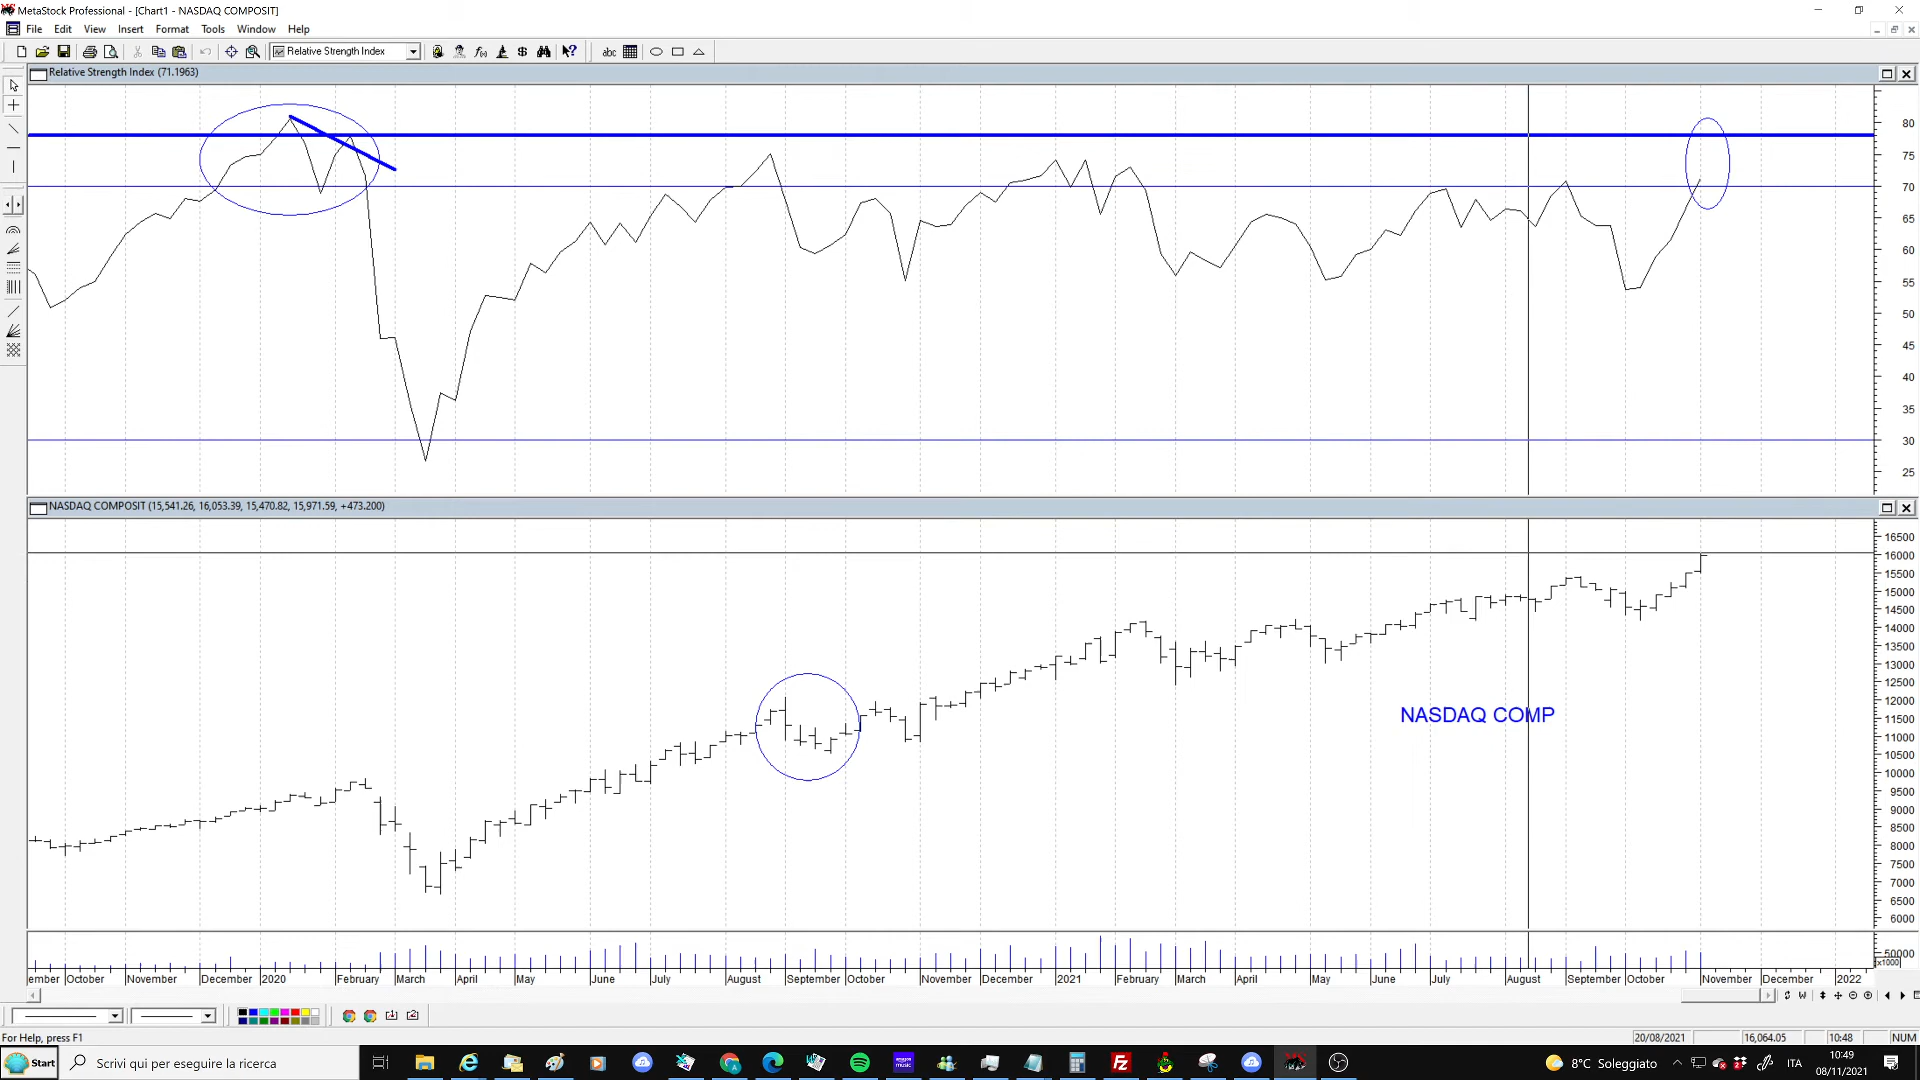 MetaStock Professional - [Chart1 - NASDAQ COMPOSIT]
File Edit View Insert Format Tools Window Help
Relative Strength Index
abc
Relative Strength Index (71.1963)
80
75
70
65
60
55
50
45
40
35
30
25
NASDAQ COMPOSIT (15,541.26, 16,053.39, 15,470.82, 15,971.59, +473.200)
16500
16000
15500
15000
14500
14000
13500
13000
12500
12000
11500
11000
10500
10000
9500
9000
8500
8000
7500
7000
6500
6000
NASDAQ COMP
50000
x1000
ember October November December 2020 February March April May June July August September October November December 2021 February March April May June July August September October November December 2022
For Help, press F1
20/08/2021 16,064.05 10:48 NUM
Start
Scrivi qui per eseguire la ricerca
8°C Soleggiato
ITA
10:49
08/11/2021